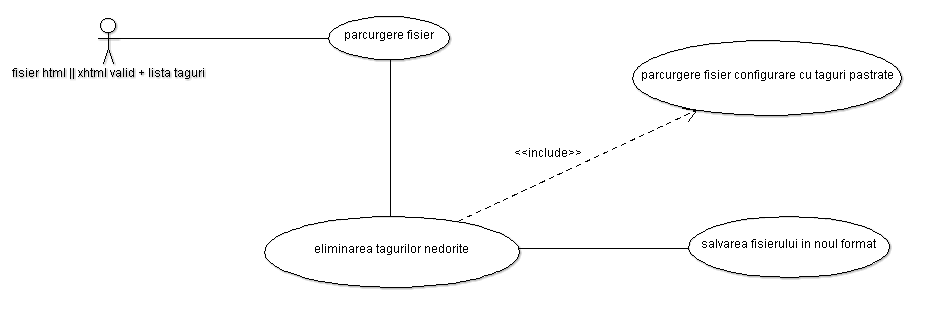 parcurgere fisier
fisier html || xhtml valid + lista taguri
parcurgere fisier configurare cu taguri pastrate
<<include>>
eliminarea tagurilor nedorite
salvarea fisierului in noul format